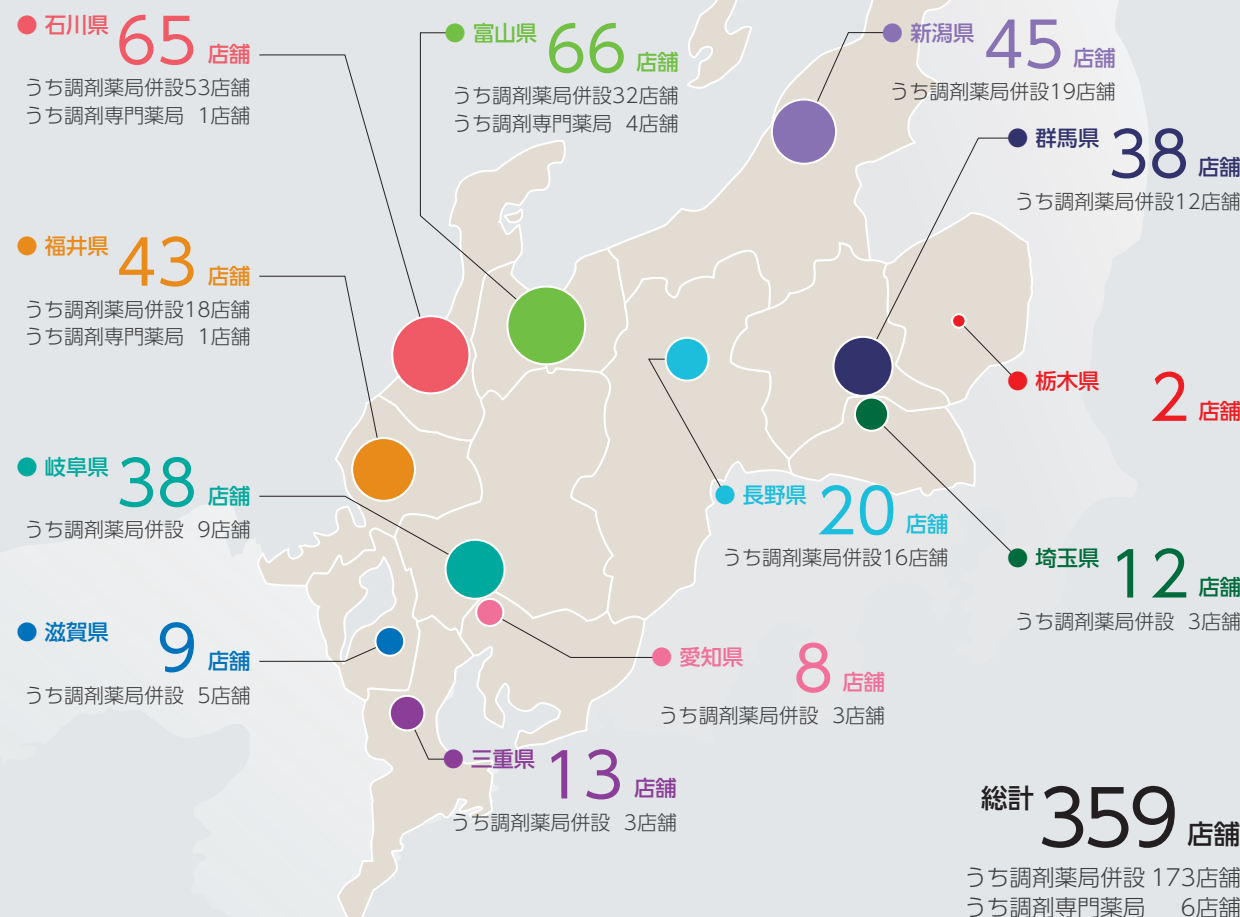 石川県 65 店舗
うち調剤薬局併設53店舗
うち調剤専門薬局 1店舗
富山県 66 店舗
うち調剤薬局併設32店舗
うち調剤専門薬局 4店舗
新潟県 45 店舗
うち調剤薬局併設19店舗
群馬県 38 店舗
うち調剤薬局併設12店舗
福井県 43 店舗
うち調剤薬局併設18店舗
うち調剤専門薬局 1店舗
栃木県 2 店舗
岐阜県 38 店舗
うち調剤薬局併設 9店舗
長野県 20 店舗
うち調剤薬局併設16店舗
埼玉県 12 店舗
うち調剤薬局併設 3店舗
滋賀県 9 店舗
うち調剤薬局併設 5店舗
愛知県 8 店舗
うち調剤薬局併設 3店舗
三重県 13 店舗
うち調剤薬局併設 3店舗
総計 359 店舗
うち調剤薬局併設 173店舗
うち調剤専門薬局 6店舗